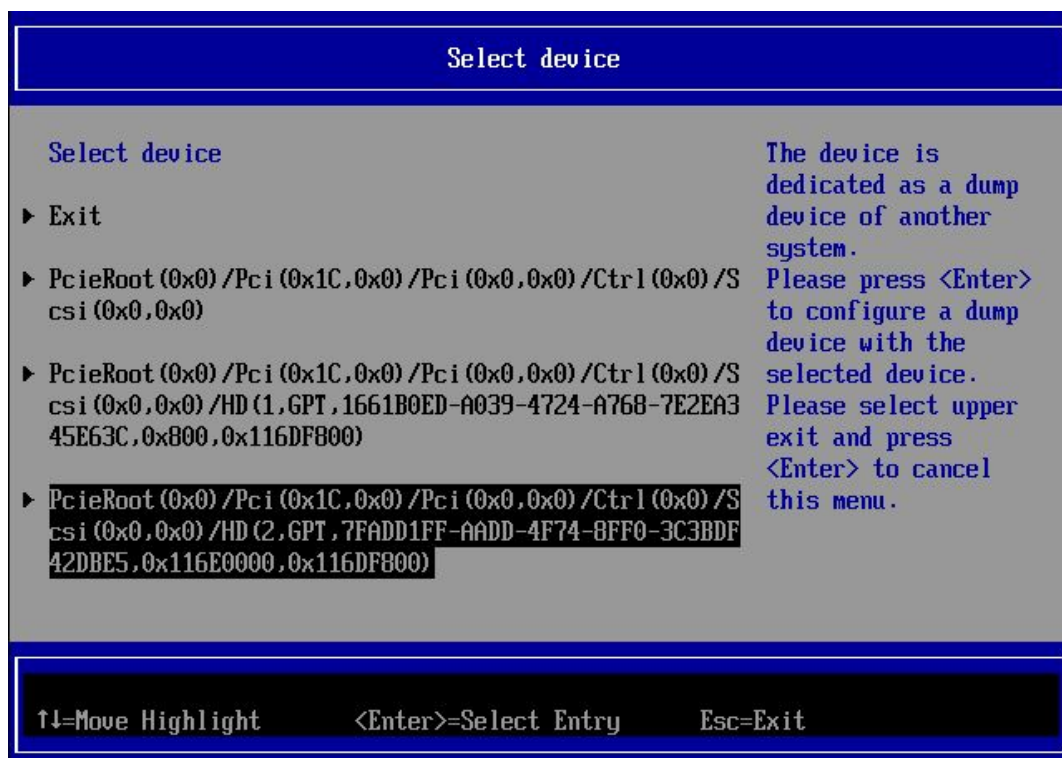 Select device
Select device
Exit
PcieRoot(0x0)/Pci(0x1C,0x0)/Pci(0x0,0x0)/Ctrl(0x0)/S
csi(0x0,0x0)
PcieRoot(0x0)/Pci(0x1C,0x0)/Pci(0x0,0x0)/Ctrl(0x0)/S
csi(0x0,0x0)/HD(1,GPT,1661B0ED-A039-4724-A768-7E2EA3
45E63C,0x800,0x116DF800)
PcieRoot(0x0)/Pci(0x1C,0x0)/Pci(0x0,0x0)/Ctrl(0x0)/S
csi(0x0,0x0)/HD(2,GPT,7FADD1FF-AADD-4F74-8FF0-3C3BDF
42DBE5,0x116E0000,0x116DF800)
The device is
dedicated as a dump
device of another
system.
Please press <Enter>
to configure a dump
device with the
selected device.
Please select upper
exit and press
<Enter> to cancel
this menu.
↑↓=Move Highlight <Enter>=Select Entry Esc=Exit